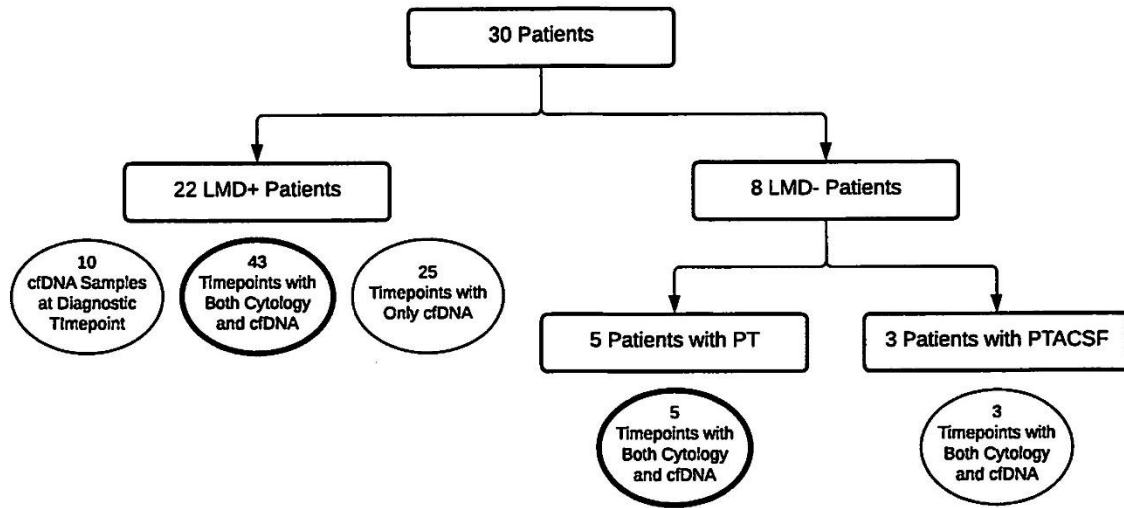 30 Patients
22 LMD+ Patients
8 LMD- Patients
10
cfDNA Samples
at Diagnostic
TImepoint
43
Timepoints with
Both Cytology
and cfDNA
25
Timepoints with
Only cfDNA
5 Patients with PT
3 Patients with PTACSF
5
Timepoints with
Both Cytology
and cfDNA
3
Timepoints with
Both Cytology
and cfDNA